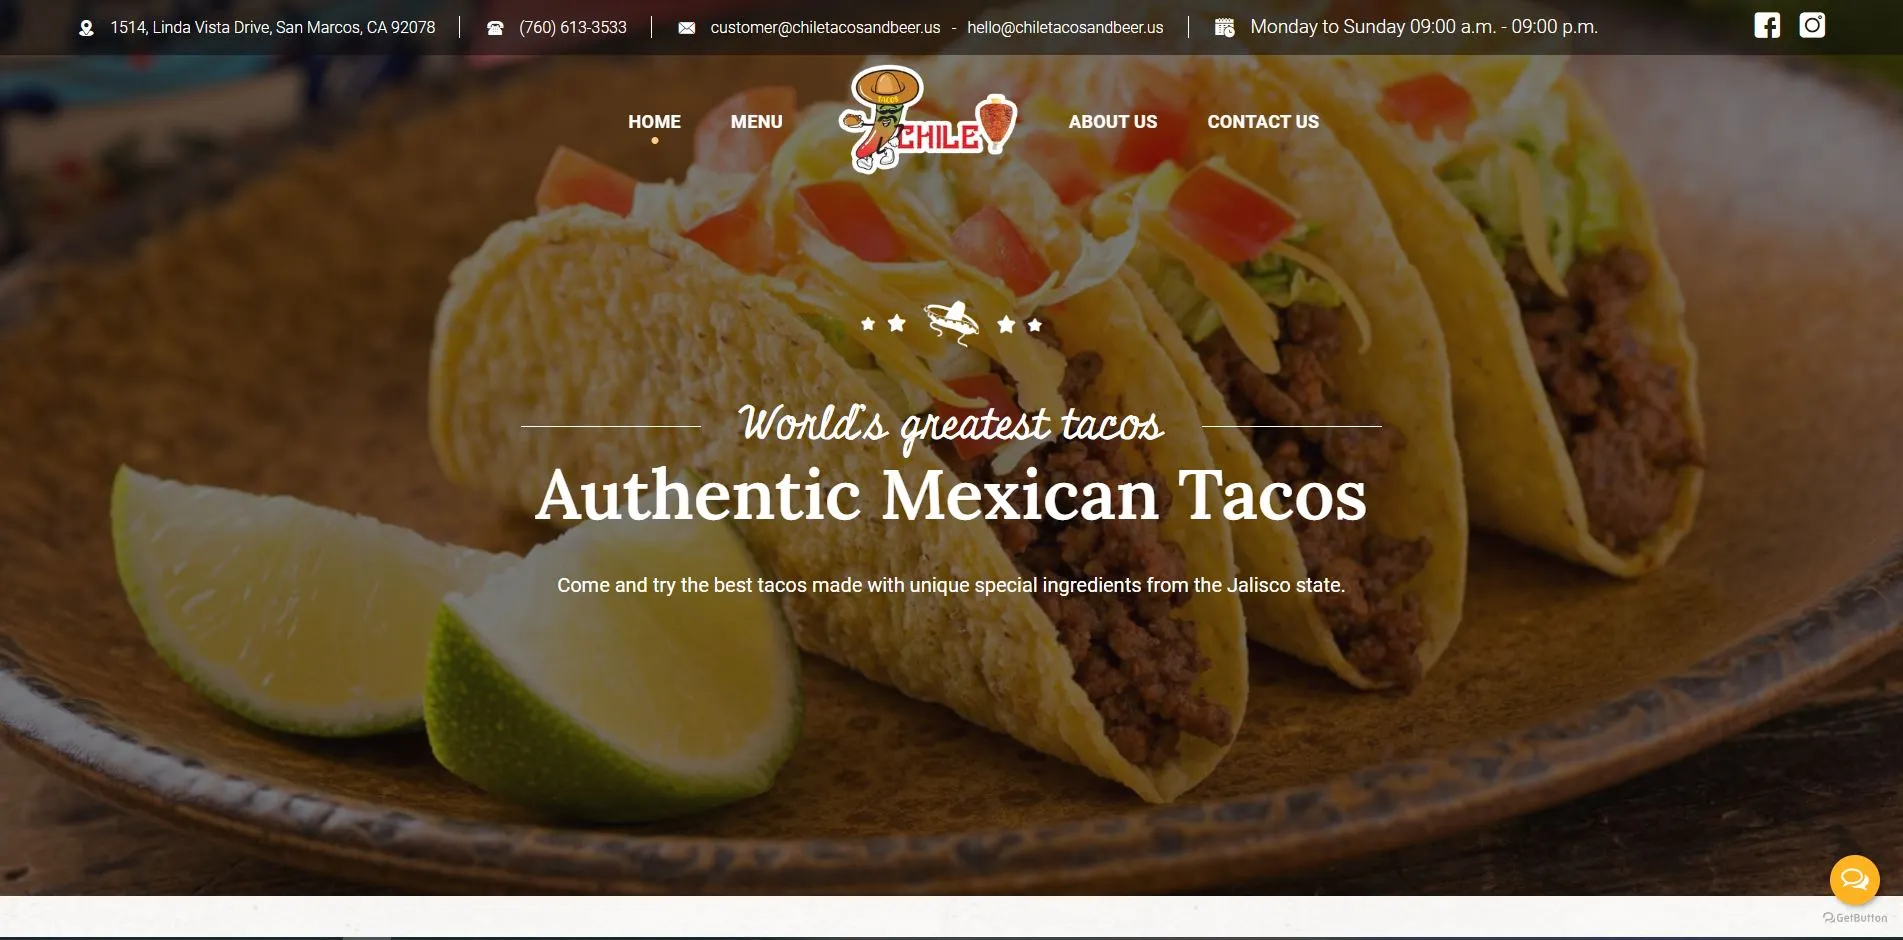 1514, Linda Vista Drive, San Marcos, CA 92078
(760) 613-3533
customer@chiletacosandbeer.us - hello@chiletacosandbeer.us
Monday to Sunday 09:00 a.m. - 09:00 p.m.
HOME
MENU
TACOS
CHILE
ABOUT US
CONTACT US
World's greatest tacos
Authentic Mexican Tacos
Come and try the best tacos made with unique special ingredients from the Jalisco state.
GetButton